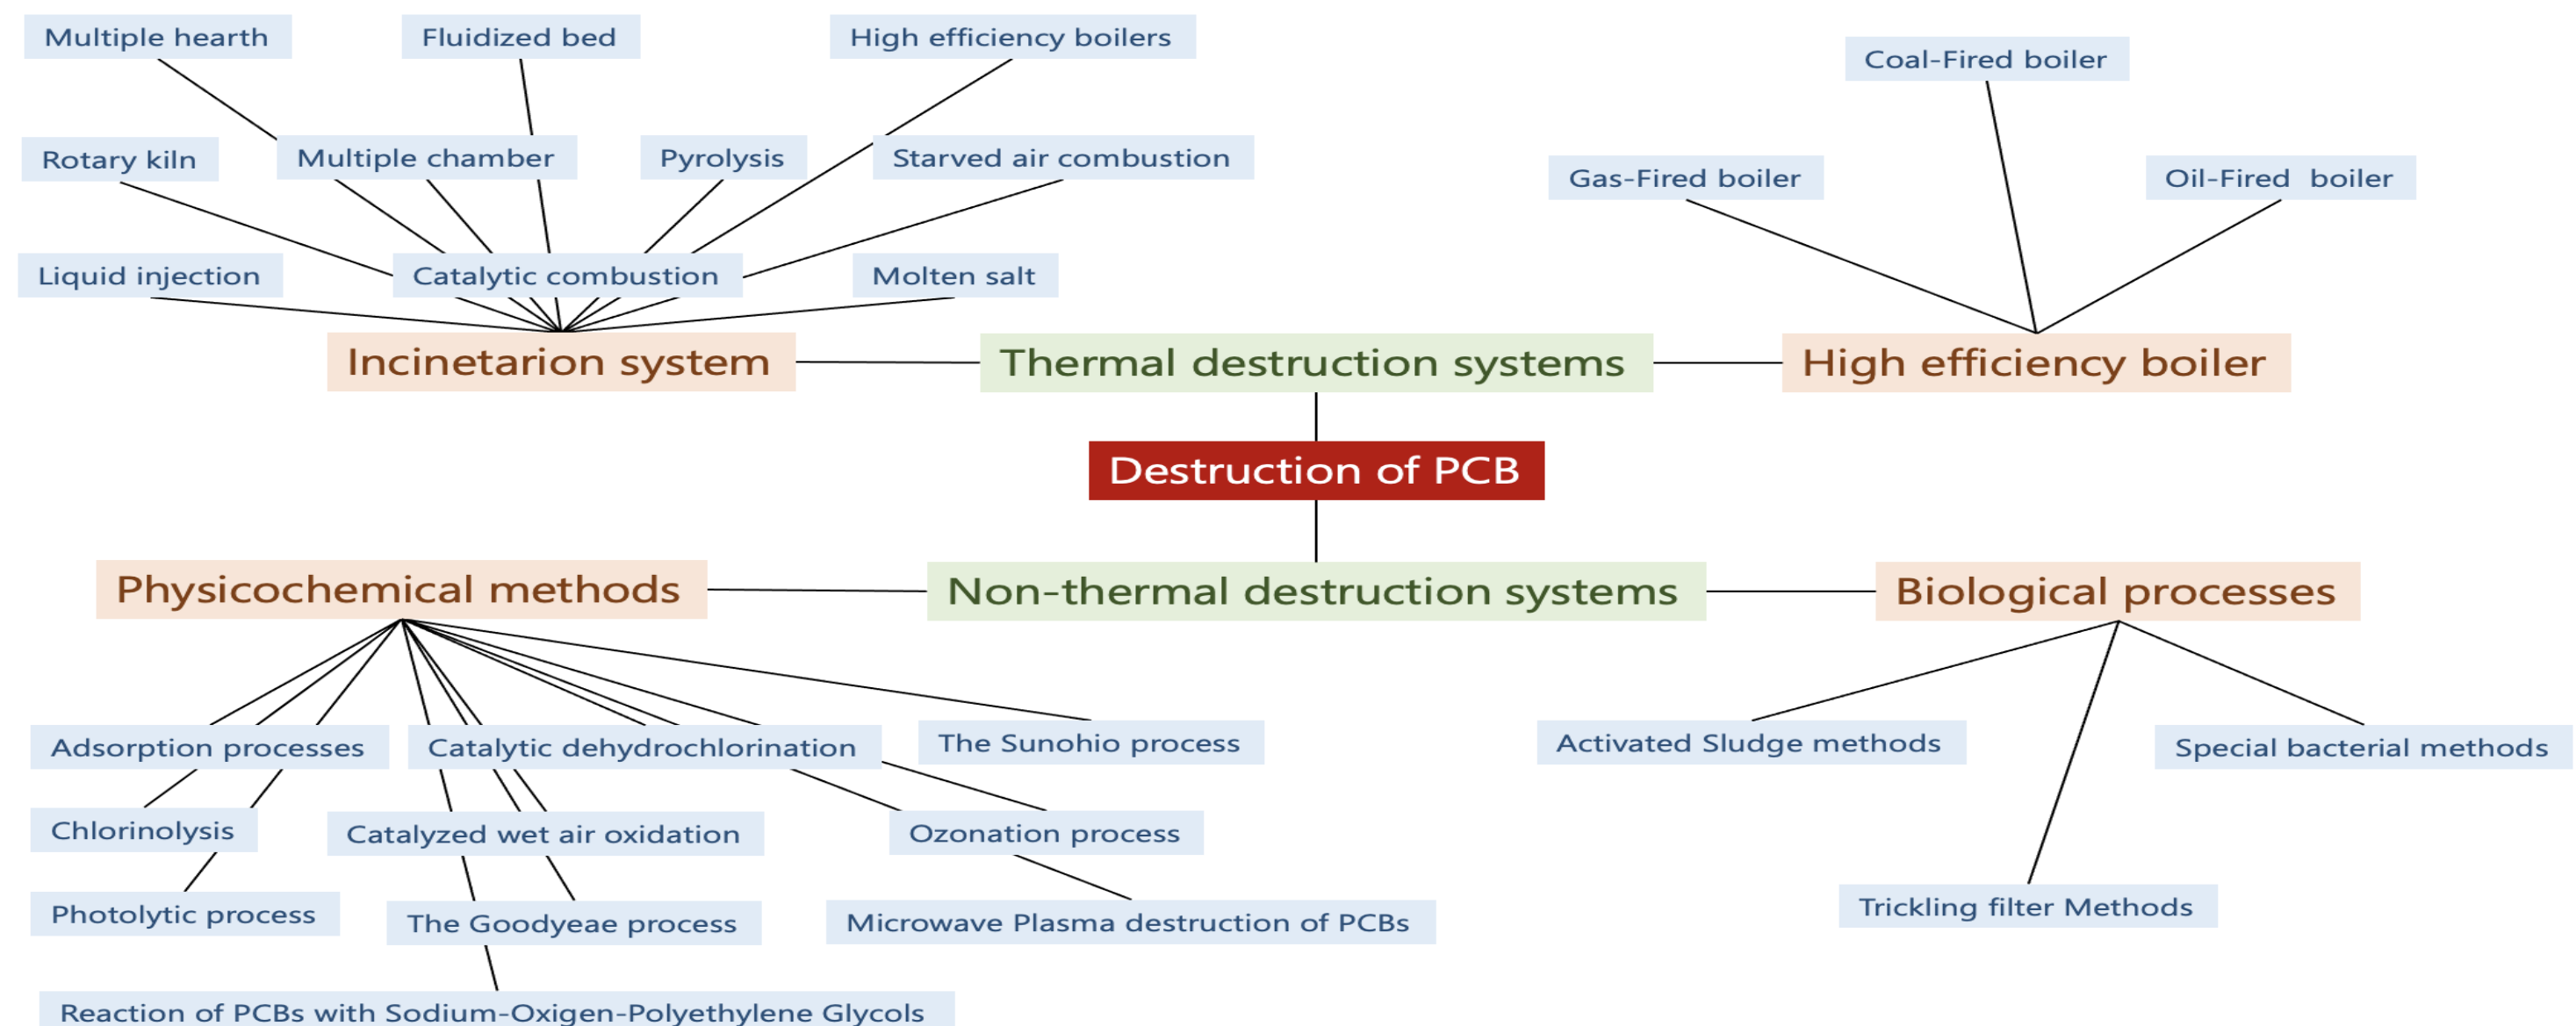 Multiple hearth
Fluidized bed
High efficiency boilers
Coal-Fired boiler
Rotary kiln
Multiple chamber
Pyrolysis
Starved air combustion
Gas-Fired boiler
Oil-Fired  boiler
Liquid injection
Catalytic combustion
Molten salt
Incinetarion system
Thermal destruction systems
High efficiency boiler
Destruction of PCB
Physicochemical methods
Non-thermal destruction systems
Biological processes
Adsorption processes
Catalytic dehydrochlorination
The Sunohio process
Activated Sludge methods
Special bacterial methods
Chlorinolysis
Catalyzed wet air oxidation
Ozonation process
Photolytic process
The Goodyeae process
Microwave Plasma destruction of PCBs
Trickling filter Methods
Reaction of PCBs with Sodium-Oxigen-Polyethylene Glycols